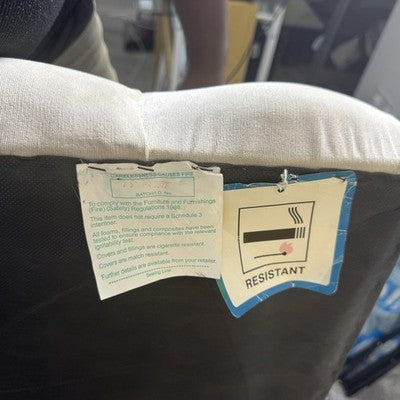 CARELESSNESS CAUSES FIRE
BATCH/I.D. No.
To comply with the Furniture and Furnishings
(Fire) (Safety) Regulations 1988.
This item does not require a Schedule 3
interliner.
All foams, fillings and composites have been
tested to ensure compliance with the relevant
ignitability test.
Covers and fillings are cigarette resistant.
Covers are match resistant.
Further details are available from your retailer.
Sewing Line
RESISTANT